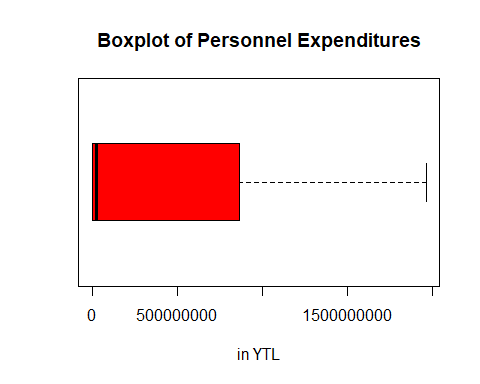 Boxplot of Personnel Expenditures
0 500000000 1500000000
in YTL